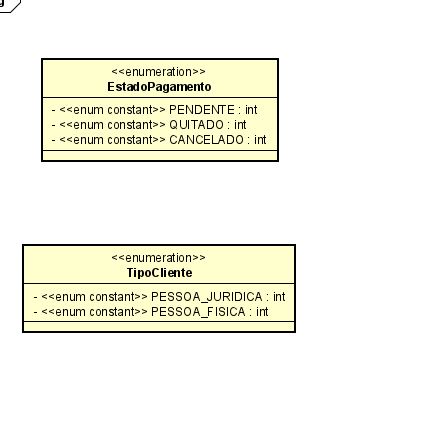 <<enumeration>>
EstadoPagamento
- <<enum constant>> PENDENTE : int
- <<enum constant>> QUITADO : int
- <<enum constant>> CANCELADO : int
<<enumeration>>
TipoCliente
- <<enum constant>> PESSOA_JURIDICA : int
- <<enum constant>> PESSOA_FISICA : int